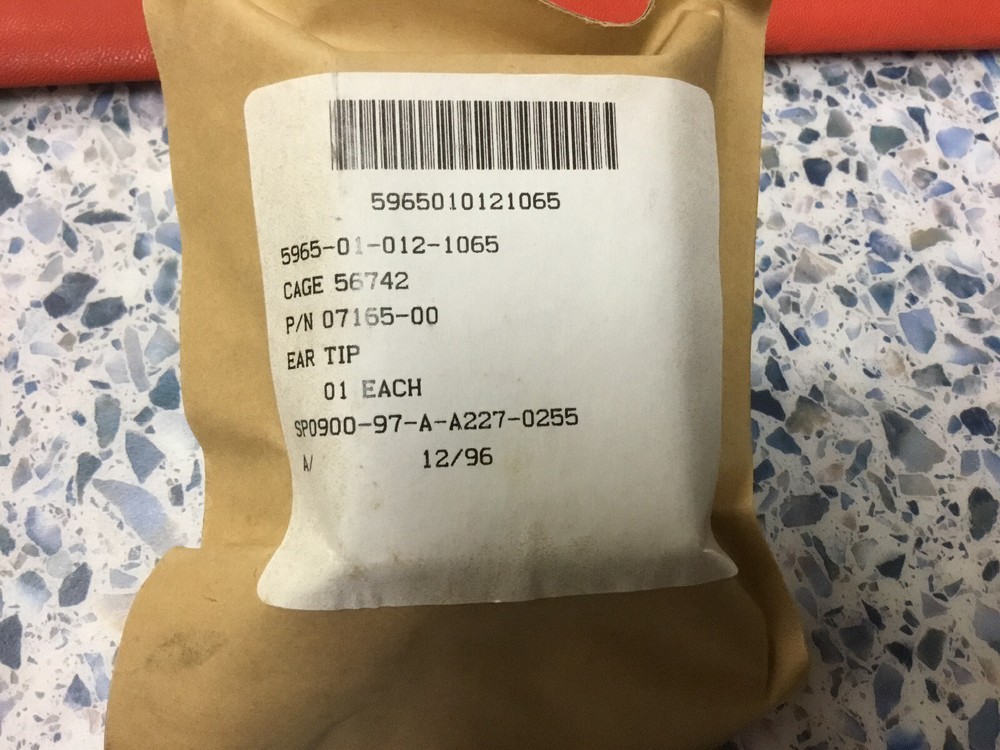 5965010121065
5965-01-012-1065
CAGE 56742
P/N 07165-00
EAR TIP
01 EACH
SP0900-97-A-A227-0255
A/ 12/96